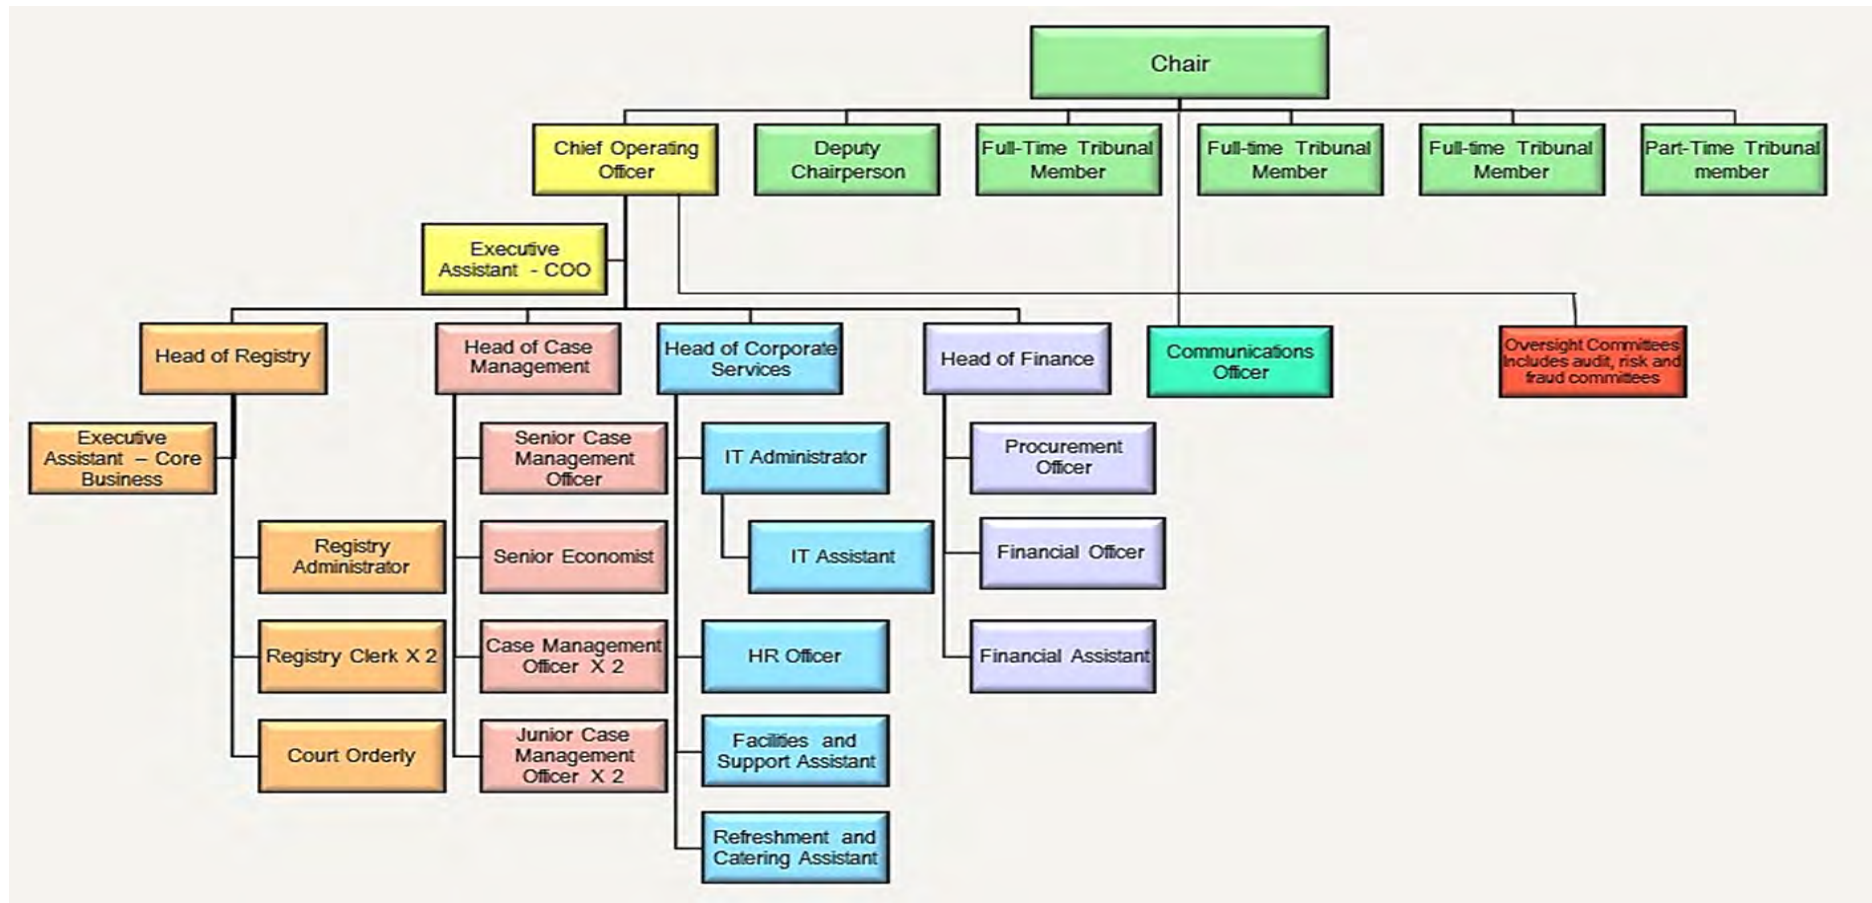 Chair
Chief Operating
Officer
Deputy
Chairperson
Full-Time Tribunal
Member
Full-time Tribunal
Member
Full-time Tribunal
Member
Part-Time Tribunal
member
Executive
Assistant - COO
Head of Registry
Head of Case
Management
Head of Corporate
Services
Head of Finance
Communications
Officer
Oversight Committees
Includes audit, risk and
fraud committees
Executive
Assistant – Core
Business
Senior Case
Management
Officer
IT Administrator
Procurement
Officer
Registry
Administrator
Senior Economist
IT Assistant
Financial Officer
Registry Clerk X 2
Case Management
Officer X 2
HR Officer
Financial Assistant
Court Orderly
Junior Case
Management
Officer X 2
Facilities and
Support Assistant
Refreshment and
Catering Assistant